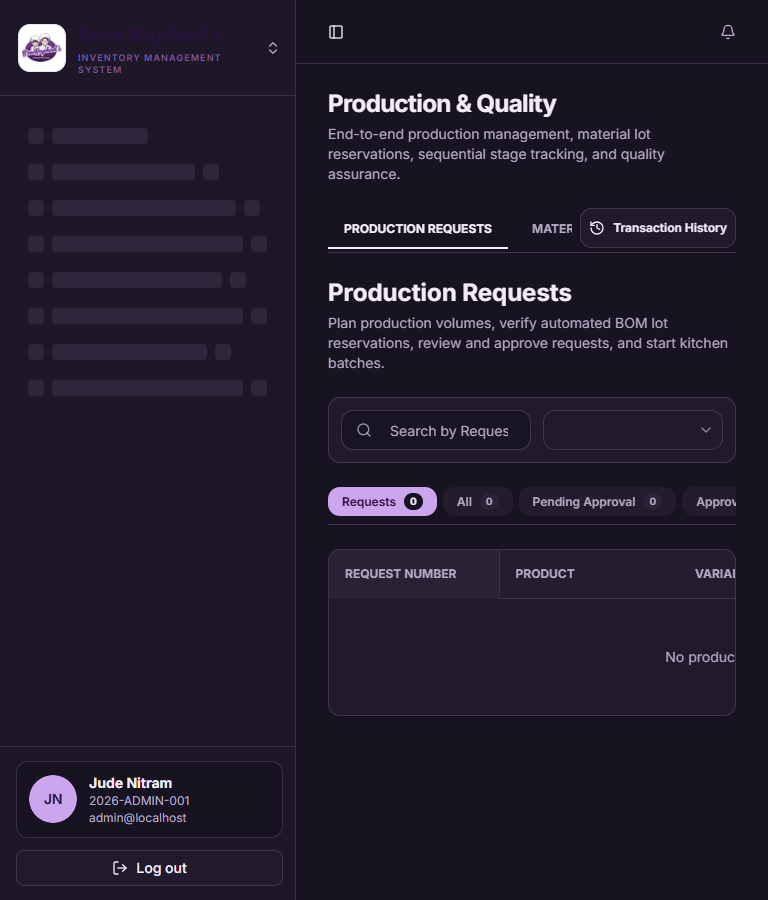 INVENTORY MANAGEMENT
SYSTEM
Production & Quality
End-to-end production management, material lot
reservations, sequential stage tracking, and quality
assurance.
PRODUCTION REQUESTS
MATER
Transaction History
Production Requests
Plan production volumes, verify automated BOM lot
reservations, review and approve requests, and start kitchen
batches.
Search by Reques
Requests 0
All 0
Pending Approval 0
Approv
REQUEST NUMBER
PRODUCT
VARIA
No produc
JN
Jude Nitram
2026-ADMIN-001
admin@localhost
Log out